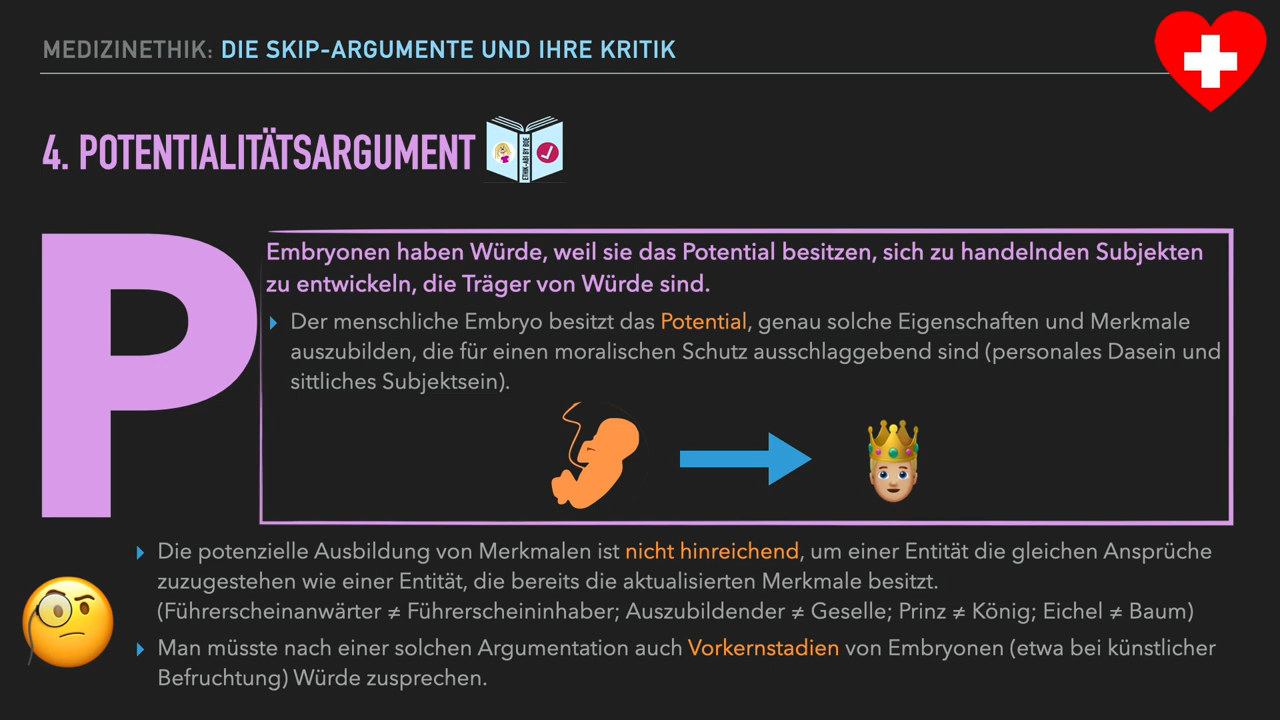 MEDIZINETHIK: DIE SKIP-ARGUMENTE UND IHRE KRITIK
4. POTENTIALITÄTSARGUMENT
ETHIK-ABI BY BOE
P
Embryonen haben Würde, weil sie das Potential besitzen, sich zu handelnden Subjekten
zu entwickeln, die Träger von Würde sind.
Der menschliche Embryo besitzt das Potential, genau solche Eigenschaften und Merkmale
auszubilden, die für einen moralischen Schutz ausschlaggebend sind (personales Dasein und
sittliches Subjektsein).
Die potenzielle Ausbildung von Merkmalen ist nicht hinreichend, um einer Entität die gleichen Ansprüche
zuzugestehen wie einer Entität, die bereits die aktualisierten Merkmale besitzt.
(Führerscheinanwärter ≠ Führerscheininhaber; Auszubildender ≠ Geselle; Prinz ≠ König; Eichel ≠ Baum)
Man müsste nach einer solchen Argumentation auch Vorkernstadien von Embryonen (etwa bei künstlicher
Befruchtung) Würde zusprechen.